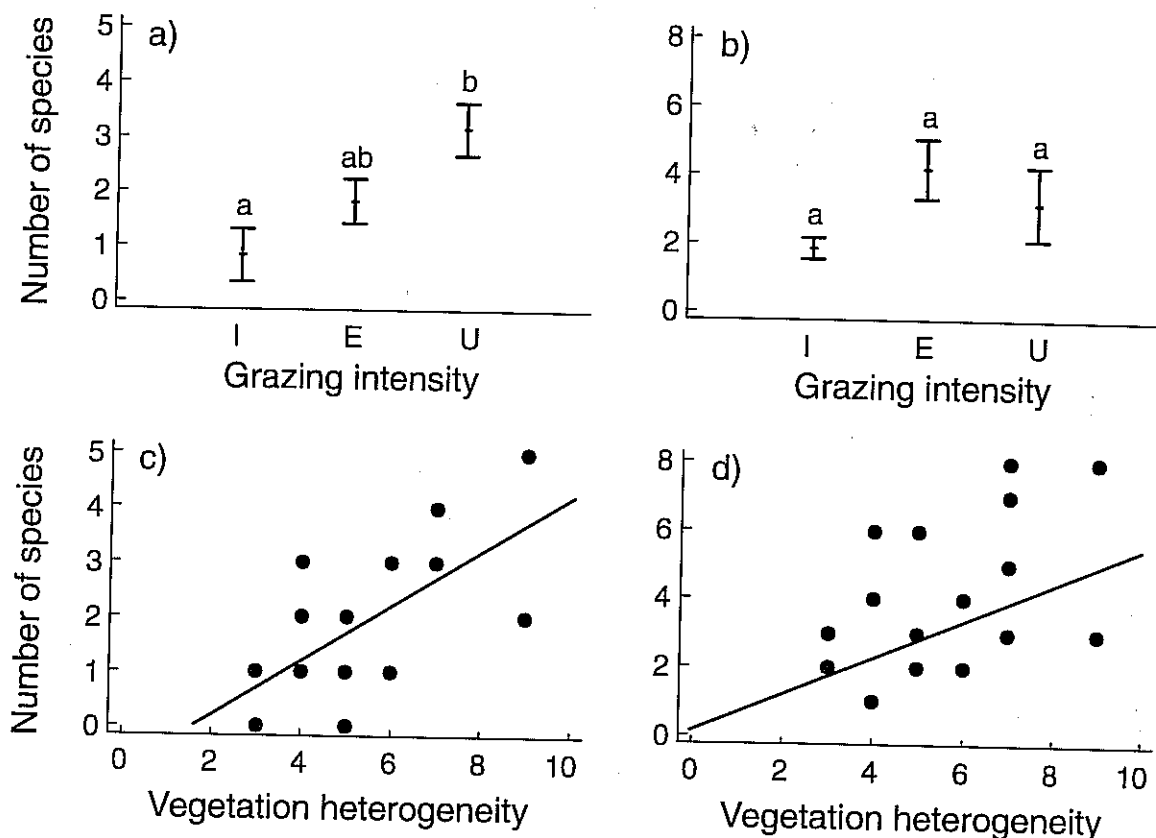 a)
Number of species
5
4
3
2
1
0
a
ab
b
I E U
Grazing intensity
b)
8
6
4
2
0
a
a
a
I E U
Grazing intensity
c)
Number of species
5
4
3
2
1
0
0 2 4 6 8 10
Vegetation heterogeneity
d)
8
6
4
2
0
0 2 4 6 8 10
Vegetation heterogeneity